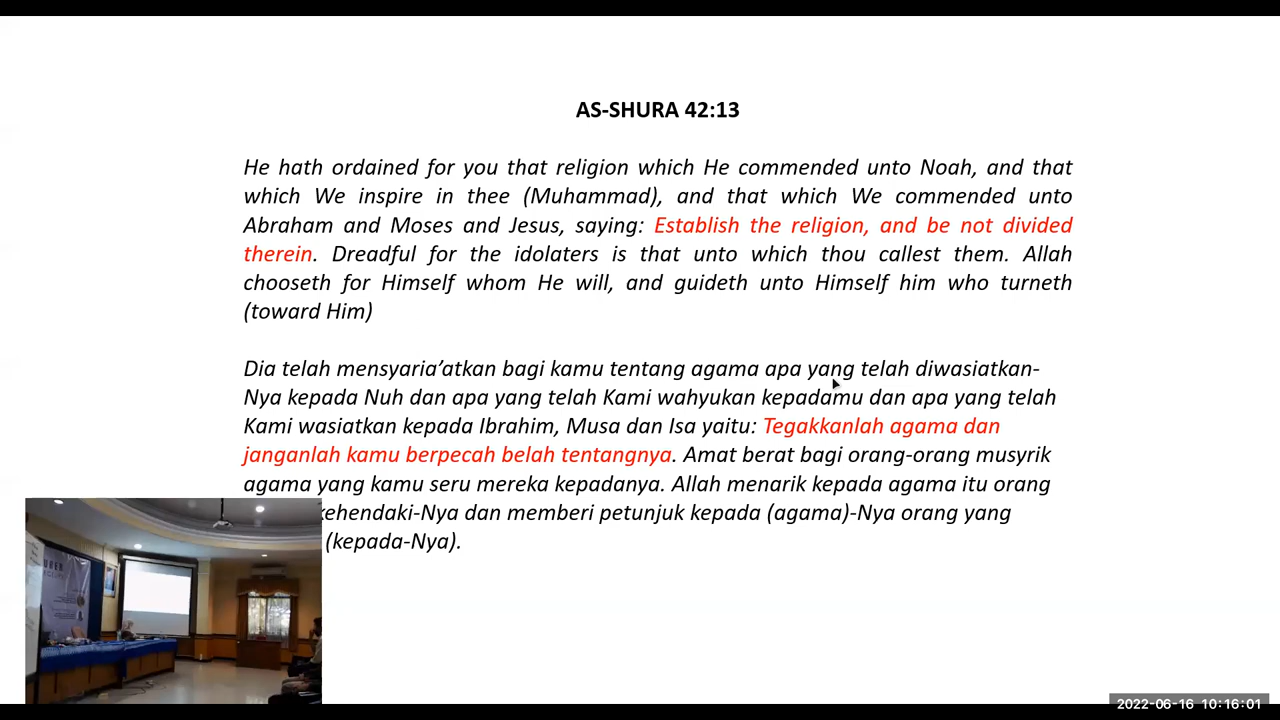 AS-SHURA 42:13
He hath ordained for you that religion which He commended unto Noah, and that
which We inspire in thee (Muhammad), and that which We commended unto
Abraham and Moses and Jesus, saying: Establish the religion, and be not divided
therein. Dreadful for the idolaters is that unto which thou callest them. Allah
chooseth for Himself whom He will, and guideth unto Himself him who turneth
(toward Him)
Dia telah mensyaria’atkan bagi kamu tentang agama apa yang telah diwasiatkan-
Nya kepada Nuh dan apa yang telah Kami wahyukan kepadamu dan apa yang telah
Kami wasiatkan kepada Ibrahim, Musa dan Isa yaitu: Tegakkanlah agama dan
janganlah kamu berpecah belah tentangnya. Amat berat bagi orang-orang musyrik
agama yang kamu seru mereka kepadanya. Allah menarik kepada agama itu orang
kehendaki-Nya dan memberi petunjuk kepada (agama)-Nya orang yang
(kepada-Nya).
2022-06-16 10:16:01